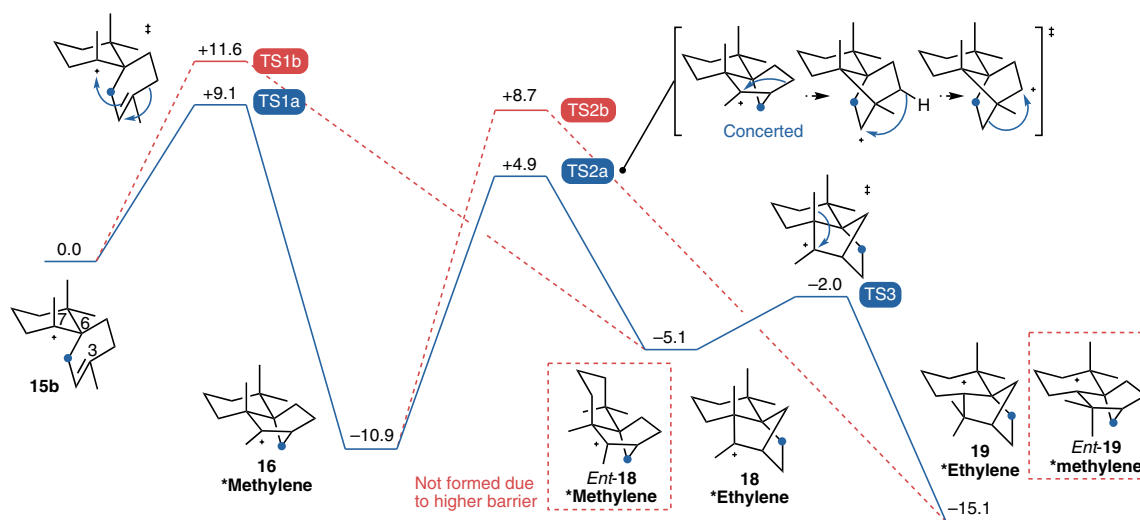 ‡
+11.6
TS1b
+9.1
TS1a
+
0.0
7
6
+
3
15b
+
16
*Methylene
−10.9
+8.7
TS2b
+4.9
TS2a
+
Concerted
H
+
+
‡
‡
+
−2.0
TS3
−5.1
Not formed due
to higher barrier
+
Ent-18
*Methylene
+
18
*Ethylene
+
19
*Ethylene
+
Ent-19
*methylene
−15.1